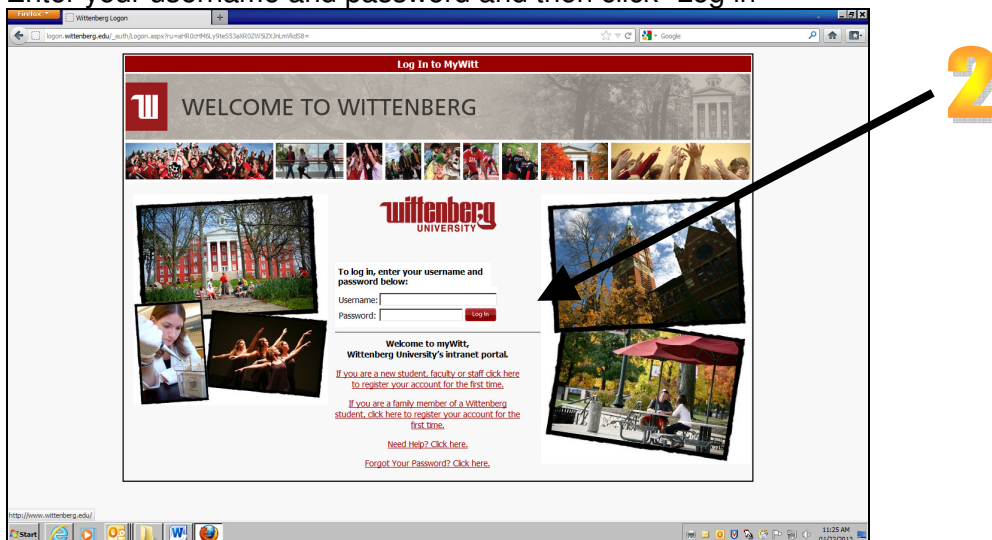 Enter your username and password and then click "Log in"
Firefox
Wittenberg Logon
logon.wittenberg.edu/_auth/Logon.aspx?ru=aHR0cHM6Ly9teS53aXR0ZW5iZXJnLmVkdS8=
Google
Log In to MyWitt
WELCOME TO WITTENBERG
wittenberg
UNIVERSITY
2
To log in, enter your username and
password below:
Username:
Password:
Log In
Welcome to myWitt,
Wittenberg University's intranet portal.
If you are a new student, faculty or staff click here
to register your account for the first time.
If you are a family member of a Wittenberg
student, click here to register your account for the
first time.
Need Help? Click here.
Forgot Your Password? Click here.
http://www.wittenberg.edu/
Start
11:25 AM
01/22/2013